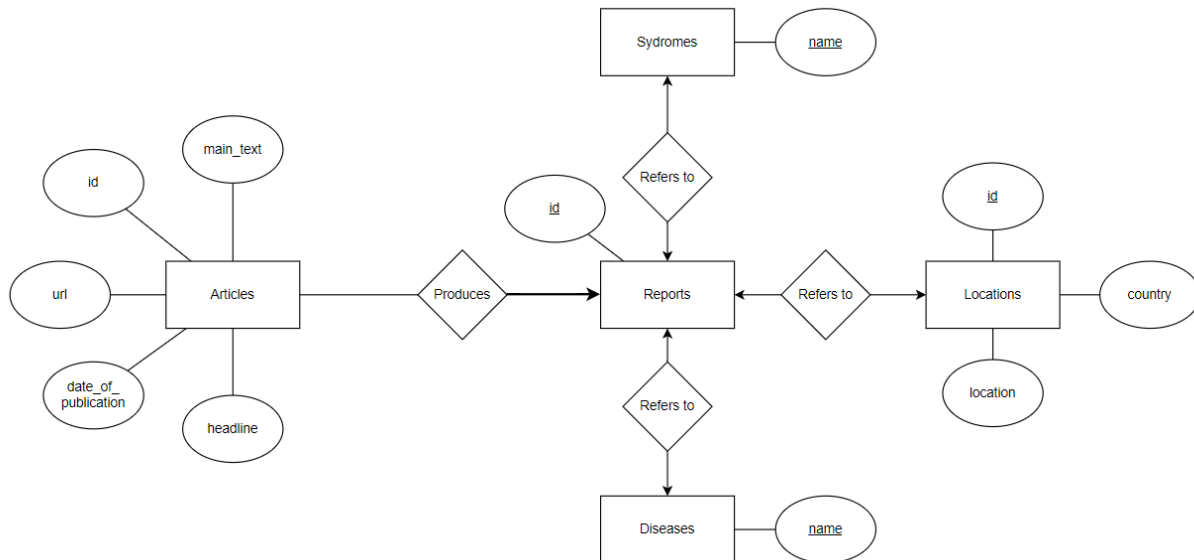 Sydromes
name
main_text
id
Refers to
id
id
url
Articles
Produces
Reports
Refers to
Locations
country
date_of_
publication
headline
Refers to
location
Diseases
name